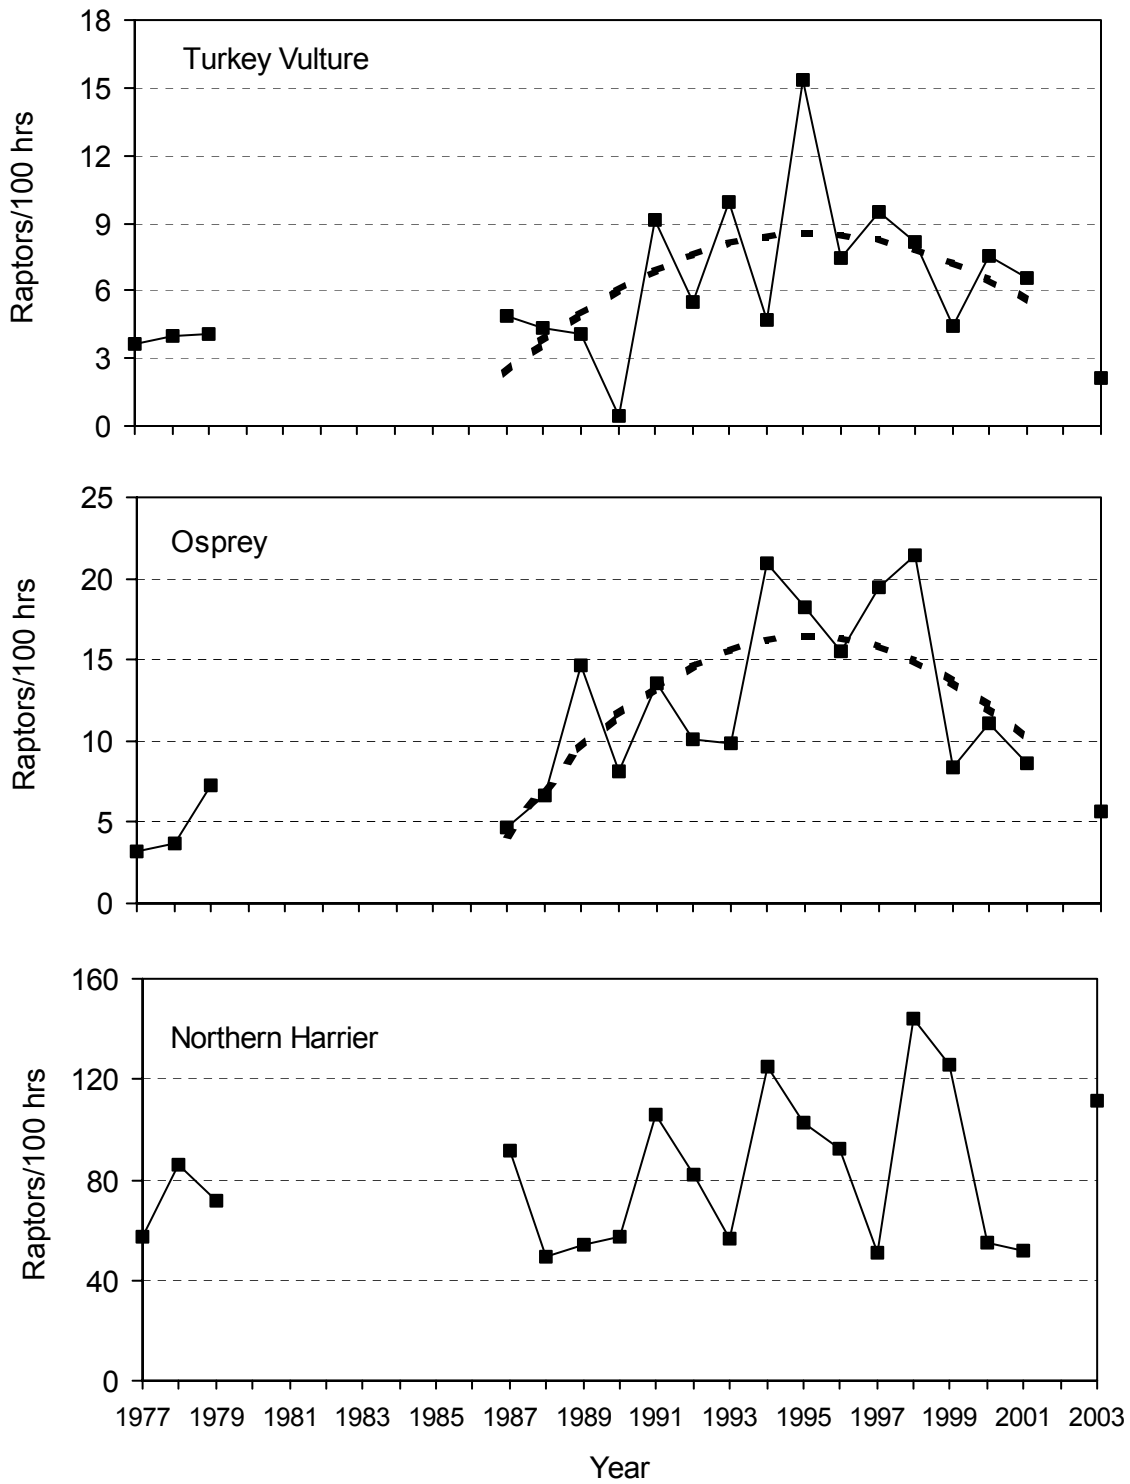 18
Turkey Vulture
15
12
9
6
3
0
Raptors/100 hrs
25
Osprey
20
15
10
5
0
Raptors/100 hrs
160
Northern Harrier
120
80
40
0
Raptors/100 hrs
1977 1979 1981 1983 1985 1987 1989 1991 1993 1995 1997 1999 2001 2003
Year